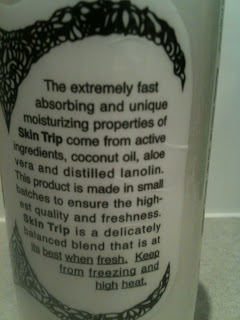 The extremely fast
absorbing and unique
moisturizing properties of
Skin Trip come from active
ingredients, coconut oil, aloe
vera and distilled lanolin.
This product is made in small
batches to ensure the high-
est quality and freshness.
Skin Trip is a delicately
balanced blend that is at
its best when fresh. Keep
from freezing and
high heat.